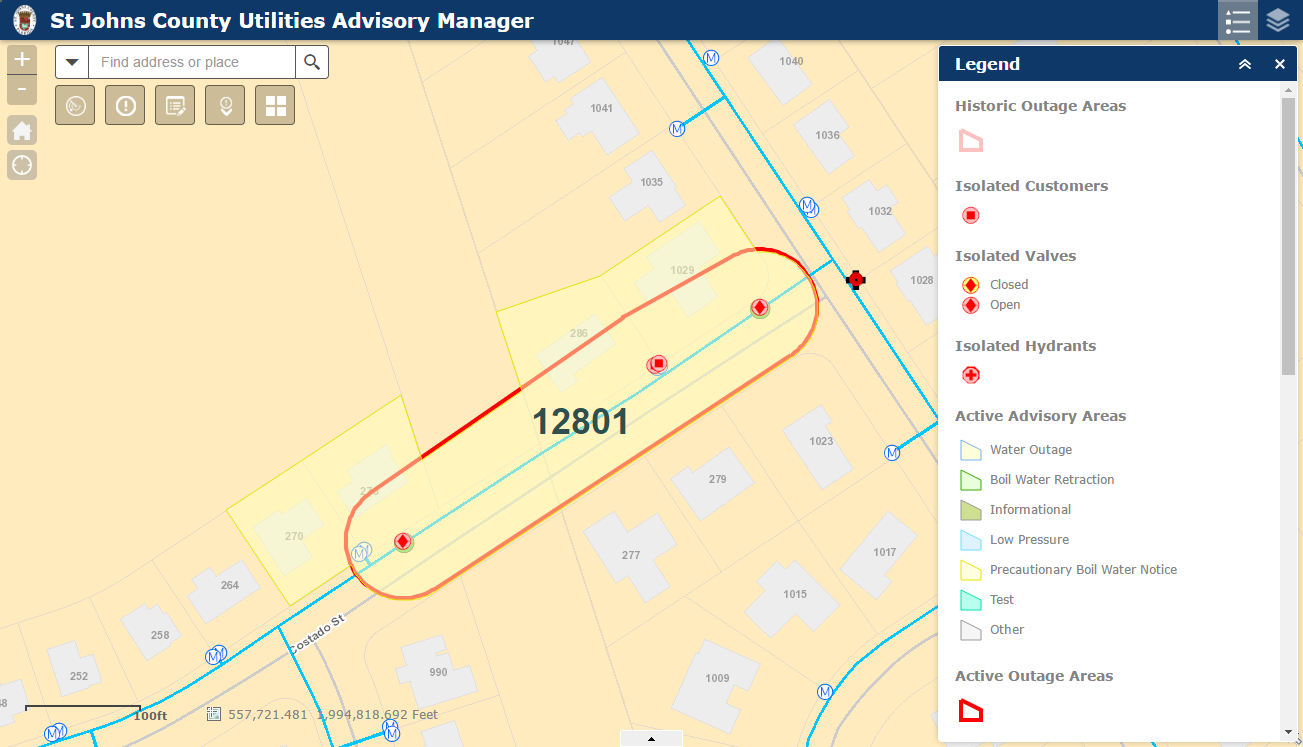 St Johns County Utilities Advisory Manager
Find address or place
Legend
Historic Outage Areas
Isolated Customers
Isolated Valves
Closed
Open
Isolated Hydrants
Active Advisory Areas
Water Outage
Boil Water Retraction
Informational
Low Pressure
Precautionary Boil Water Notice
Test
Other
Active Outage Areas
1047
1040
M
1041
M
1036
1035
M
1032
1029
1028
286
12801
1023
M
279
270
M
277
1017
264
1015
Costado St
258
M
990
252
1009
M
M
M
100ft
557,721.481 1,994,818.692 Feet